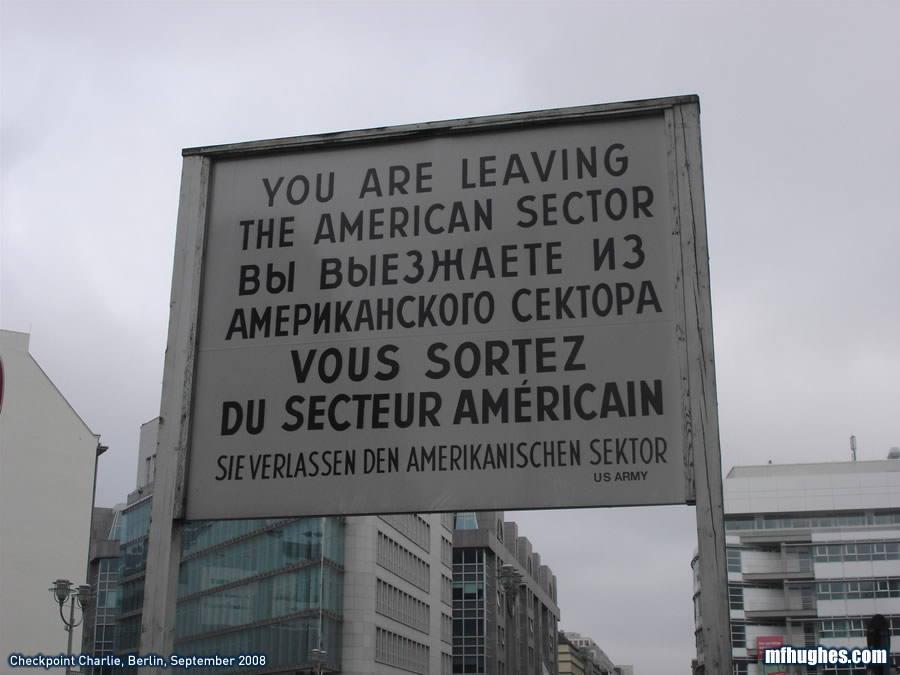 YOU ARE LEAVING
THE AMERICAN SECTOR
ВЫ ВЫЕЗЖАЕТЕ ИЗ
АМЕРИКАНСКОГО СЕКТОРА
VOUS SORTEZ
DU SECTEUR AMÉRICAIN
SIE VERLASSEN DEN AMERIKANISCHEN SEKTOR
US ARMY
Checkpoint Charlie, Berlin, September 2008
mfhughes.com